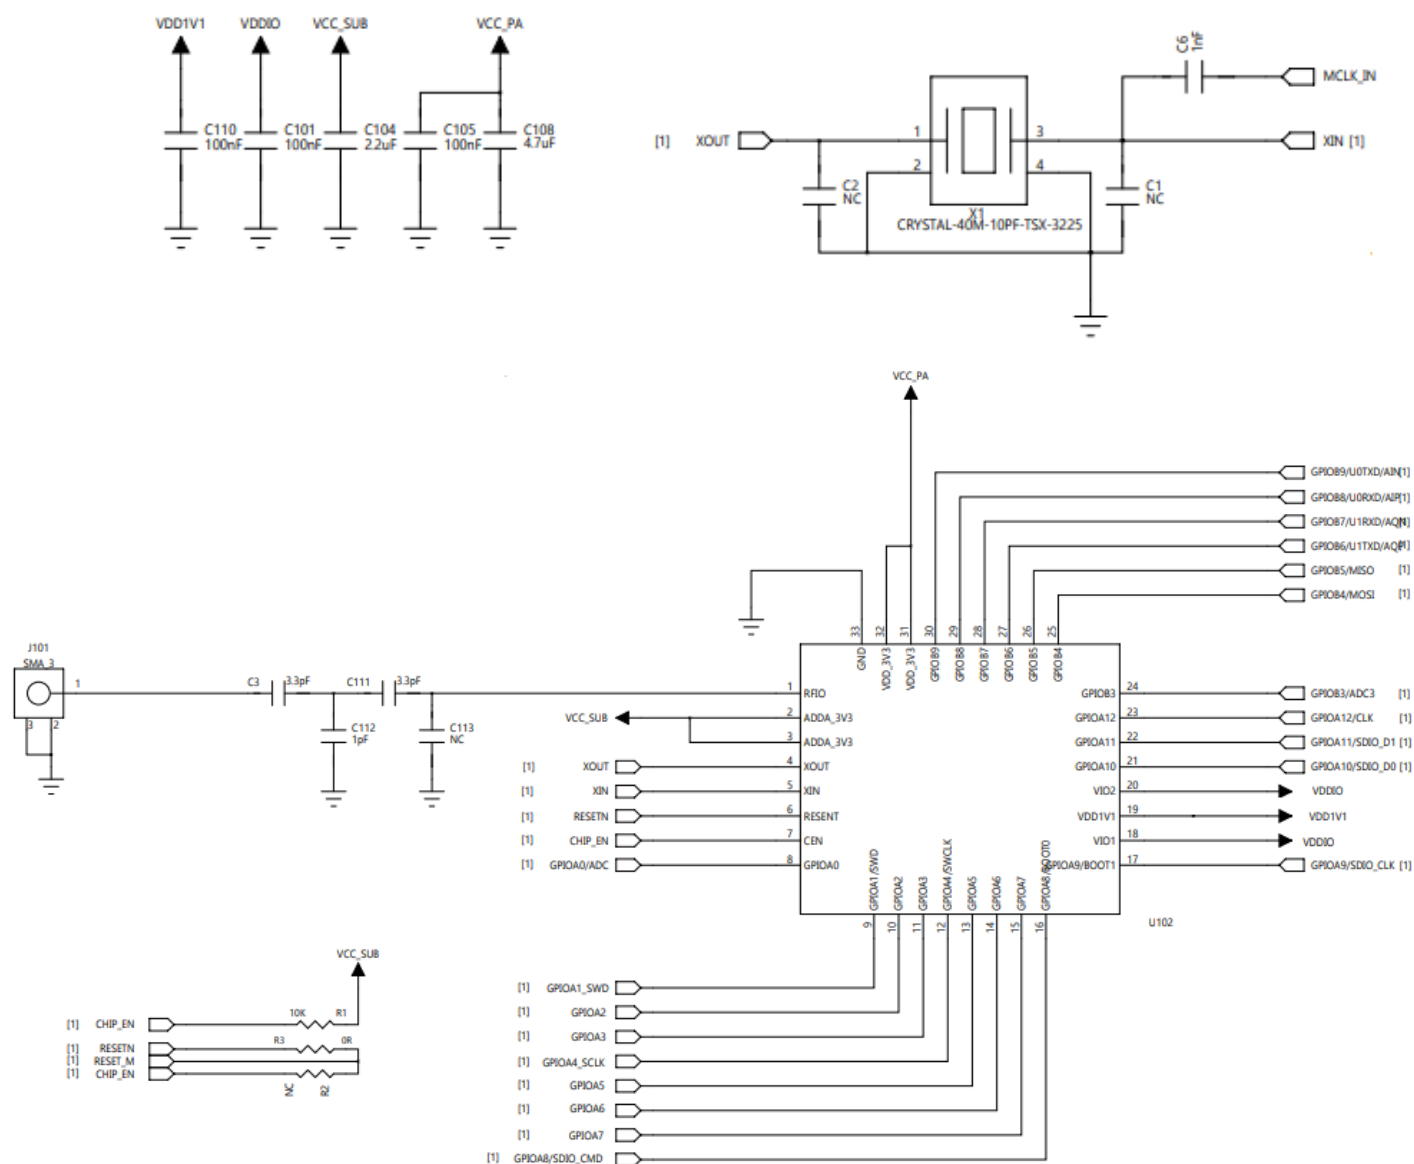 VDD1V1 VDDIO VCC_SUB VCC_PA
C110 100nF
C101 100nF
C104 2.2uF
C105 100nF
C108 4.7uF
C6 1nF
MCLK_IN
[1] XOUT
1
2
3
4
XIN [1]
C2 NC
C1 NC
X1
CRYSTAL-40M-10PF-TSX-3225
VCC_PA
GPIOB9/U0TXD/AIN[1]
GPIOB8/U0RXD/AIP[1]
GPIOB7/U1RXD/AQN[1]
GPIOB6/U1TXD/AQP[1]
GPIOB5/MISO [1]
GPIOB4/MOSI [1]
33 32 31 30 29 28 27 26 25
GND VDD_3V3 VDD_3V3 GPIOB9 GPIOB8 GPIOB7 GPIOB6 GPIOB5 GPIOB4
J101
SMA_3
1
3 2
C3 3.3pF
C111 3.3pF
C112 1pF
C113 NC
1 RFIO
VCC_SUB 2 ADDA_3V3
3 ADDA_3V3
[1] XOUT 4 XOUT
[1] XIN 5 XIN
[1] RESETN 6 RESENT
[1] CHIP_EN 7 CEN
[1] GPIOA0/ADC 8 GPIOA0
GPIOB3 24 GPIOB3/ADC3 [1]
GPIOA12 23 GPIOA12/CLK [1]
GPIOA11 22 GPIOA11/SDIO_D1 [1]
GPIOA10 21 GPIOA10/SDIO_D0 [1]
VIO2 20 VDDIO
VDD1V1 19 VDD1V1
VIO1 18 VDDIO
GPIOA9/BOOT1 17 GPIOA9/SDIO_CLK [1]
GPIOA1/SWD GPIOA2 GPIOA3 GPIOA4/SWCLK GPIOA5 GPIOA6 GPIOA7 GPIOA8/BOOT0
9 10 11 12 13 14 15 16
U102
[1] GPIOA1_SWD
[1] GPIOA2
[1] GPIOA3
[1] GPIOA4_SCLK
[1] GPIOA5
[1] GPIOA6
[1] GPIOA7
[1] GPIOA8/SDIO_CMD
VCC_SUB
[1] CHIP_EN 10K R1
[1] RESETN R3 0R
[1] RESET_M
[1] CHIP_EN NC R2